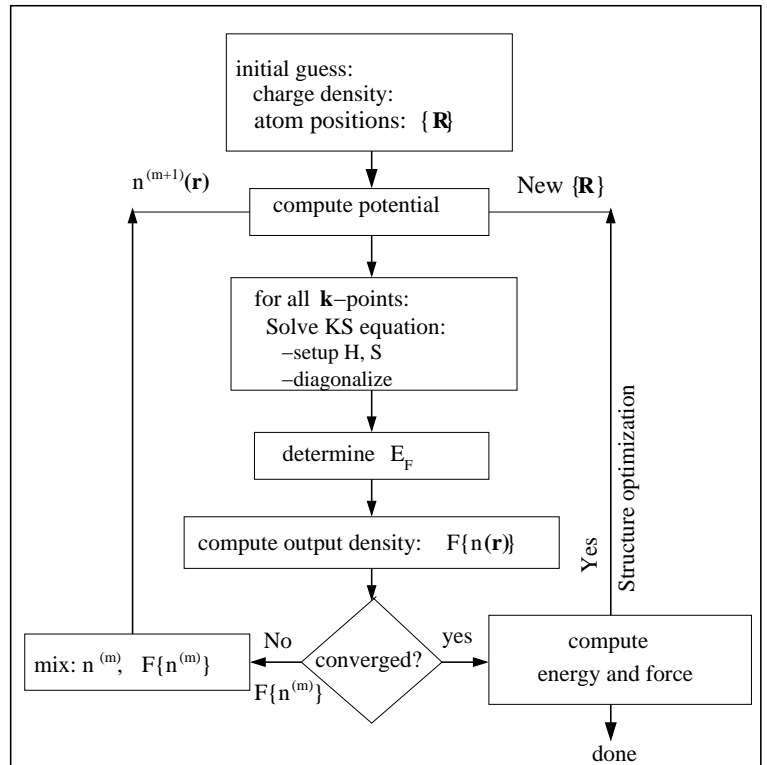 initial guess:
charge density:
atom positions: {R}
n^(m+1)(r)
New {R}
compute potential
for all k−points:
Solve KS equation:
−setup H, S
−diagonalize
determine E_F
compute output density: F{n(r)}
Yes
Structure optimization
No
yes
converged?
mix: n^(m), F{n^(m)}
F{n^(m)}
compute
energy and force
done